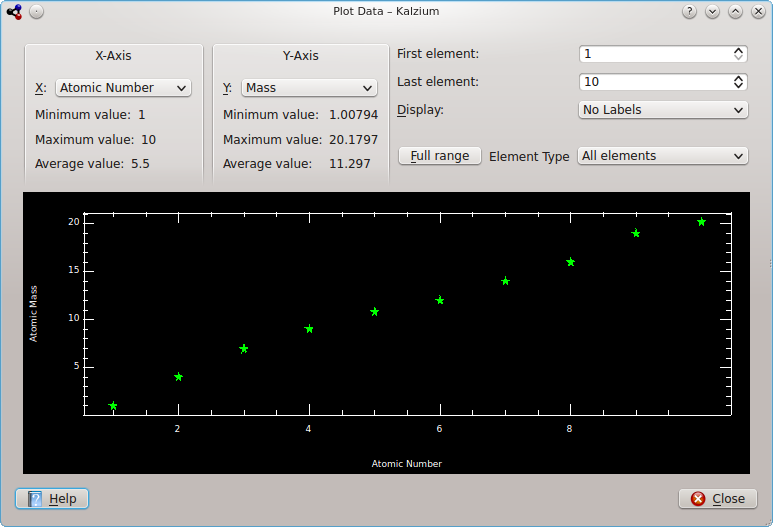 Plot Data – Kalzium
X-Axis
X: Atomic Number
Minimum value: 1
Maximum value: 10
Average value: 5.5
Y-Axis
Y: Mass
Minimum value: 1.00794
Maximum value: 20.1797
Average value: 11.297
First element: 1
Last element: 10
Display: No Labels
Full range Element Type All elements
20
15
10
5
Atomic Mass
2 4 6 8
Atomic Number
Help
Close